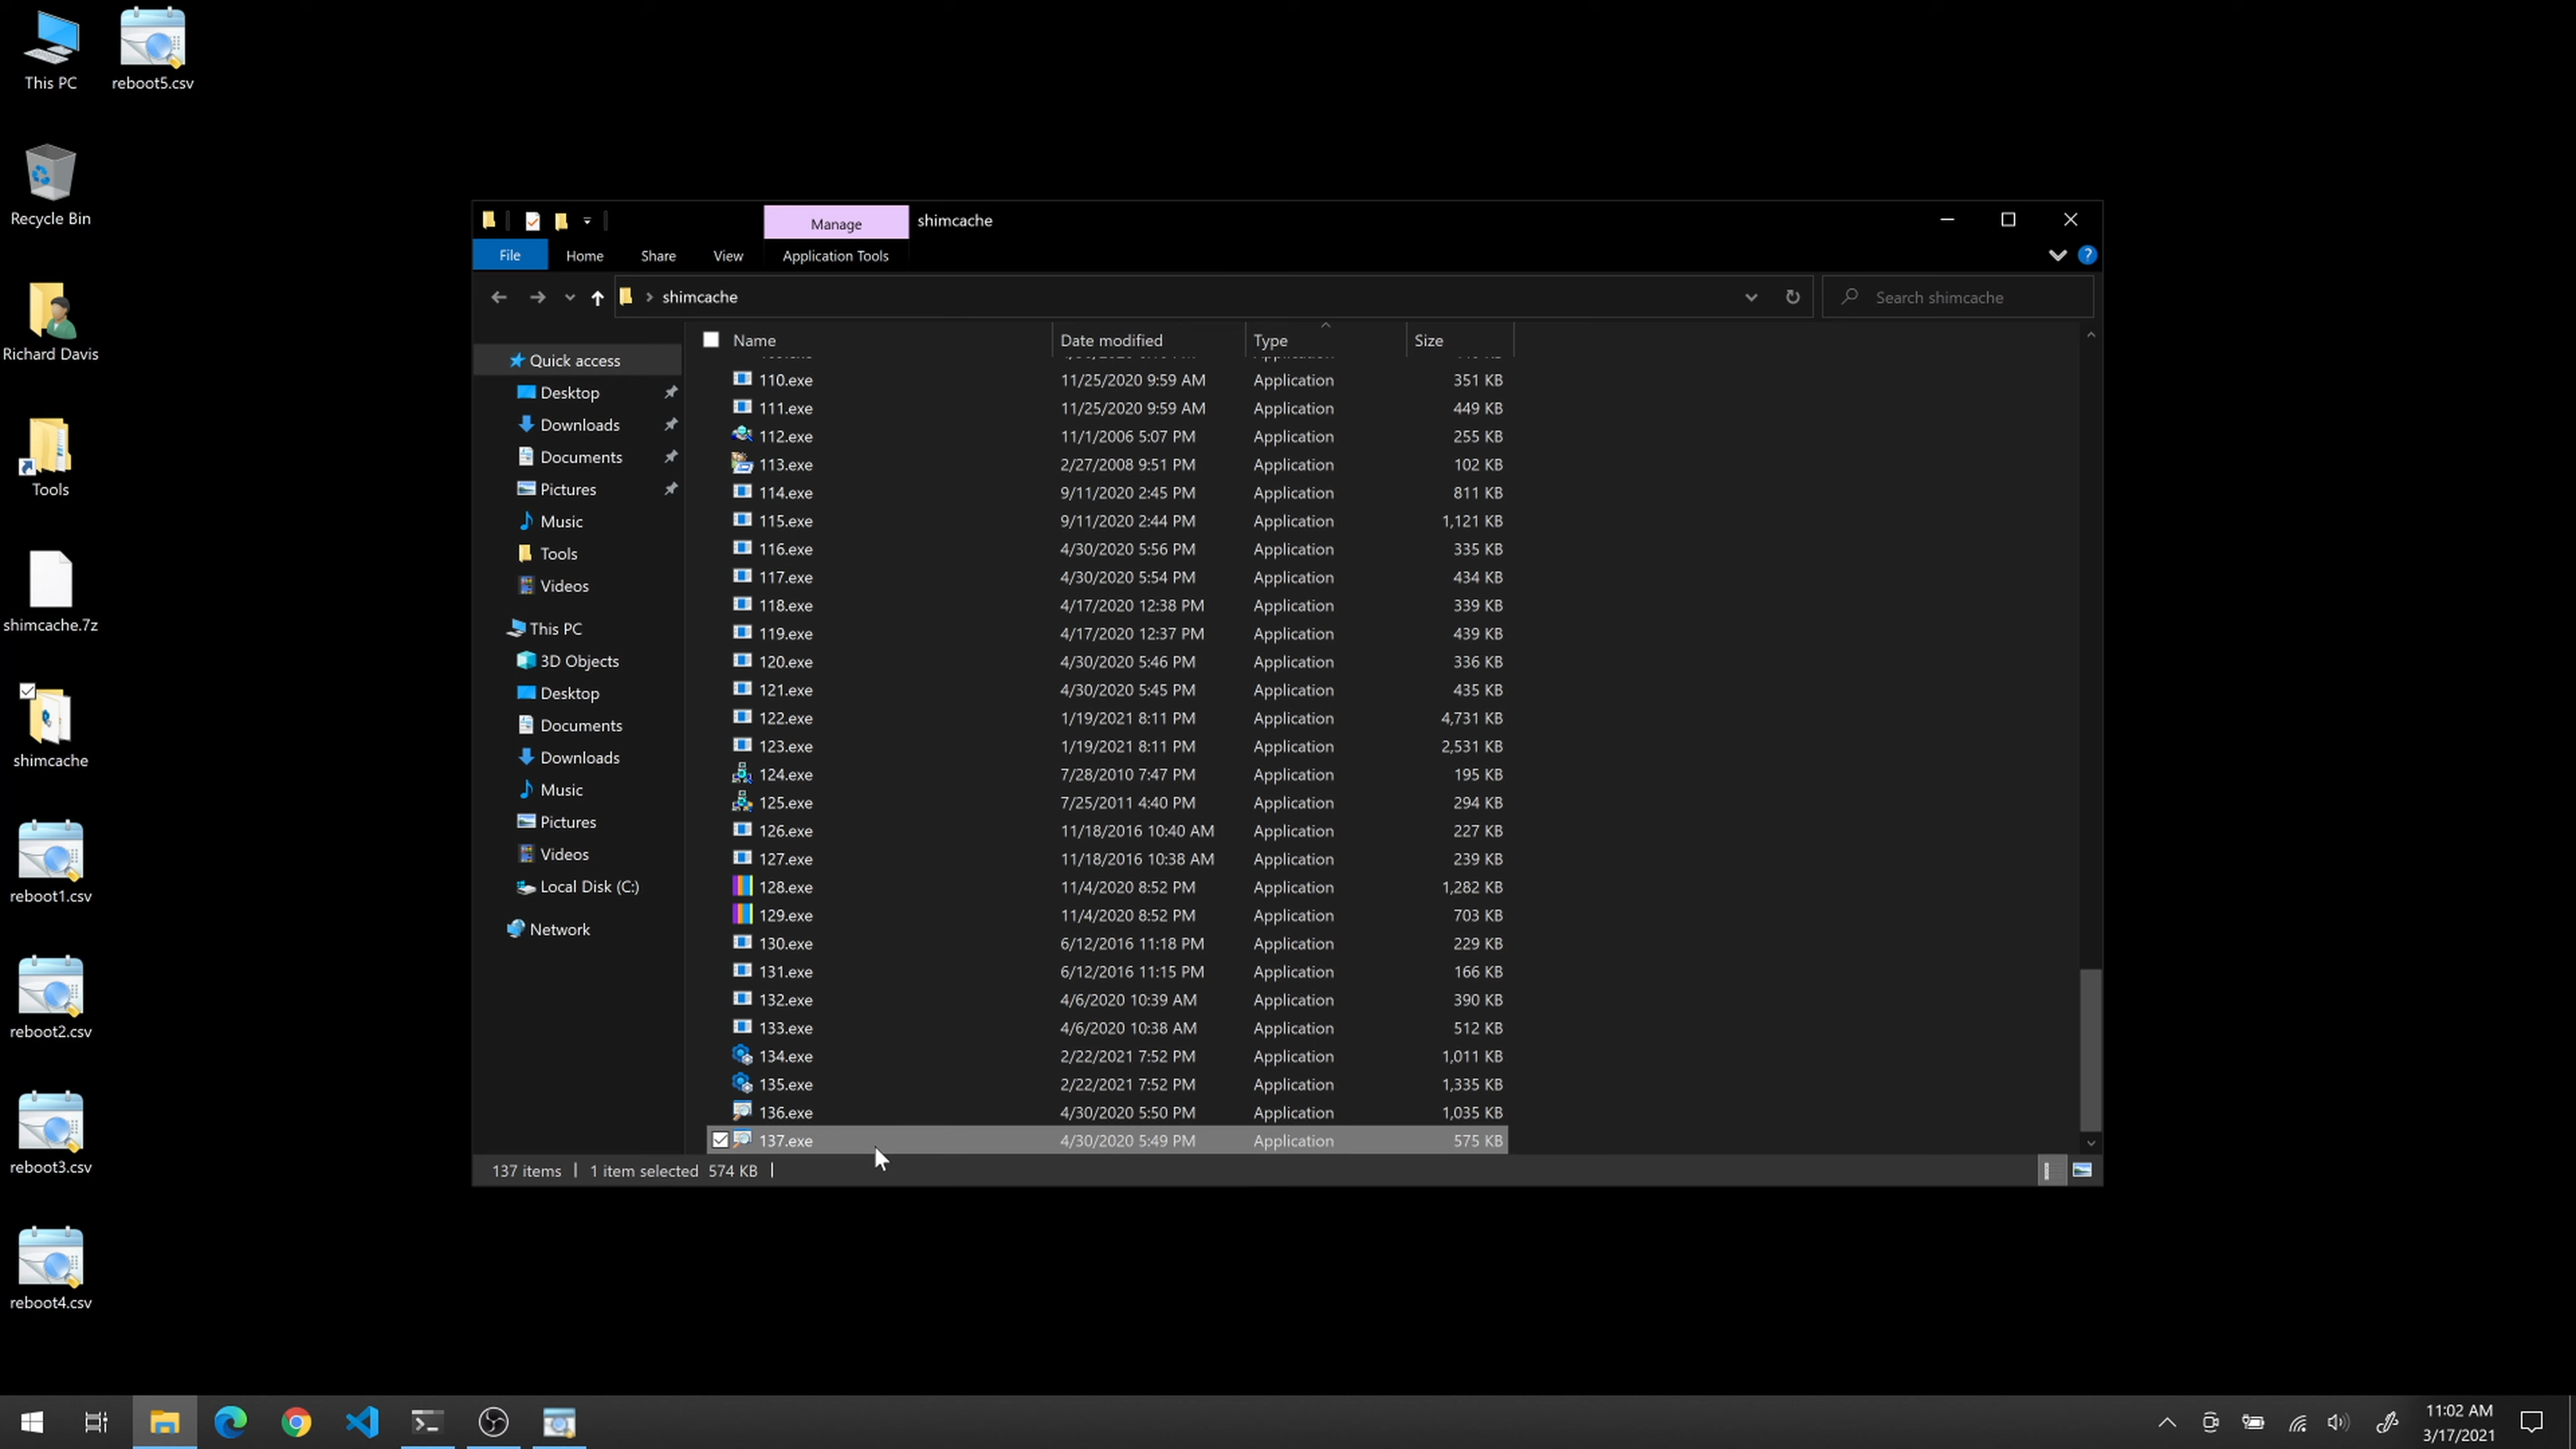 This PC
reboot5.csv
Recycle Bin
Richard Davis
Tools
shimcache.7z
shimcache
reboot1.csv
reboot2.csv
reboot3.csv
reboot4.csv
Manage
shimcache
File
Home
Share
View
Application Tools
shimcache
Search shimcache
Quick access
Desktop
Downloads
Documents
Pictures
Music
Tools
Videos
This PC
3D Objects
Desktop
Documents
Downloads
Music
Pictures
Videos
Local Disk (C:)
Network
Name Date modified Type Size
110.exe 11/25/2020 9:59 AM Application 351 KB
111.exe 11/25/2020 9:59 AM Application 449 KB
112.exe 11/1/2006 5:07 PM Application 255 KB
113.exe 2/27/2008 9:51 PM Application 102 KB
114.exe 9/11/2020 2:45 PM Application 811 KB
115.exe 9/11/2020 2:44 PM Application 1,121 KB
116.exe 4/30/2020 5:56 PM Application 335 KB
117.exe 4/30/2020 5:54 PM Application 434 KB
118.exe 4/17/2020 12:38 PM Application 339 KB
119.exe 4/17/2020 12:37 PM Application 439 KB
120.exe 4/30/2020 5:46 PM Application 336 KB
121.exe 4/30/2020 5:45 PM Application 435 KB
122.exe 1/19/2021 8:11 PM Application 4,731 KB
123.exe 1/19/2021 8:11 PM Application 2,531 KB
124.exe 7/28/2010 7:47 PM Application 195 KB
125.exe 7/25/2011 4:40 PM Application 294 KB
126.exe 11/18/2016 10:40 AM Application 227 KB
127.exe 11/18/2016 10:38 AM Application 239 KB
128.exe 11/4/2020 8:52 PM Application 1,282 KB
129.exe 11/4/2020 8:52 PM Application 703 KB
130.exe 6/12/2016 11:18 PM Application 229 KB
131.exe 6/12/2016 11:15 PM Application 166 KB
132.exe 4/6/2020 10:39 AM Application 390 KB
133.exe 4/6/2020 10:38 AM Application 512 KB
134.exe 2/22/2021 7:52 PM Application 1,011 KB
135.exe 2/22/2021 7:52 PM Application 1,335 KB
136.exe 4/30/2020 5:50 PM Application 1,035 KB
137.exe 4/30/2020 5:49 PM Application 575 KB
137 items | 1 item selected 574 KB |
11:02 AM
3/17/2021